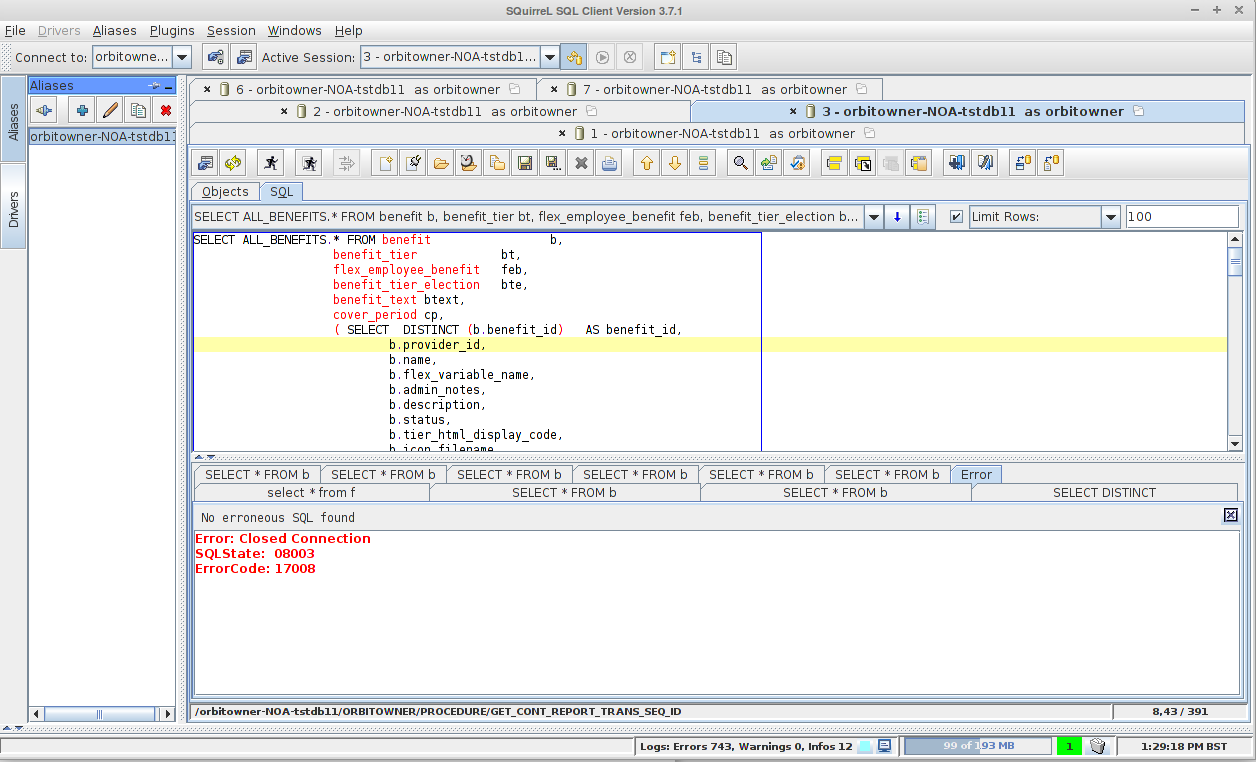 SQuirreL SQL Client Version 3.7.1
File Drivers Aliases Plugins Session Windows Help
Connect to: orbitowne... Active Session: 3 - orbitowner-NOA-tstdb1...
Aliases
Aliases
Drivers
orbitowner-NOA-tstdb11
6 - orbitowner-NOA-tstdb11 as orbitowner
7 - orbitowner-NOA-tstdb11 as orbitowner
2 - orbitowner-NOA-tstdb11 as orbitowner
3 - orbitowner-NOA-tstdb11 as orbitowner
1 - orbitowner-NOA-tstdb11 as orbitowner
Objects SQL
SELECT ALL_BENEFITS.* FROM benefit b, benefit_tier bt, flex_employee_benefit feb, benefit_tier_election b... Limit Rows: 100
SELECT ALL_BENEFITS.* FROM benefit b,
benefit_tier bt,
flex_employee_benefit feb,
benefit_tier_election bte,
benefit_text btext,
cover_period cp,
( SELECT DISTINCT (b.benefit_id) AS benefit_id,
b.provider_id,
b.name,
b.flex_variable_name,
b.admin_notes,
b.description,
b.status,
b.tier_html_display_code,
b.icon_filename
SELECT * FROM b SELECT * FROM b SELECT * FROM b SELECT * FROM b SELECT * FROM b SELECT * FROM b Error
select * from f SELECT * FROM b SELECT * FROM b SELECT DISTINCT
No erroneous SQL found
Error: Closed Connection
SQLState: 08003
ErrorCode: 17008
/orbitowner-NOA-tstdb11/ORBITOWNER/PROCEDURE/GET_CONT_REPORT_TRANS_SEQ_ID 8,43 / 391
Logs: Errors 743, Warnings 0, Infos 12 99 of 193 MB 1 1:29:18 PM BST